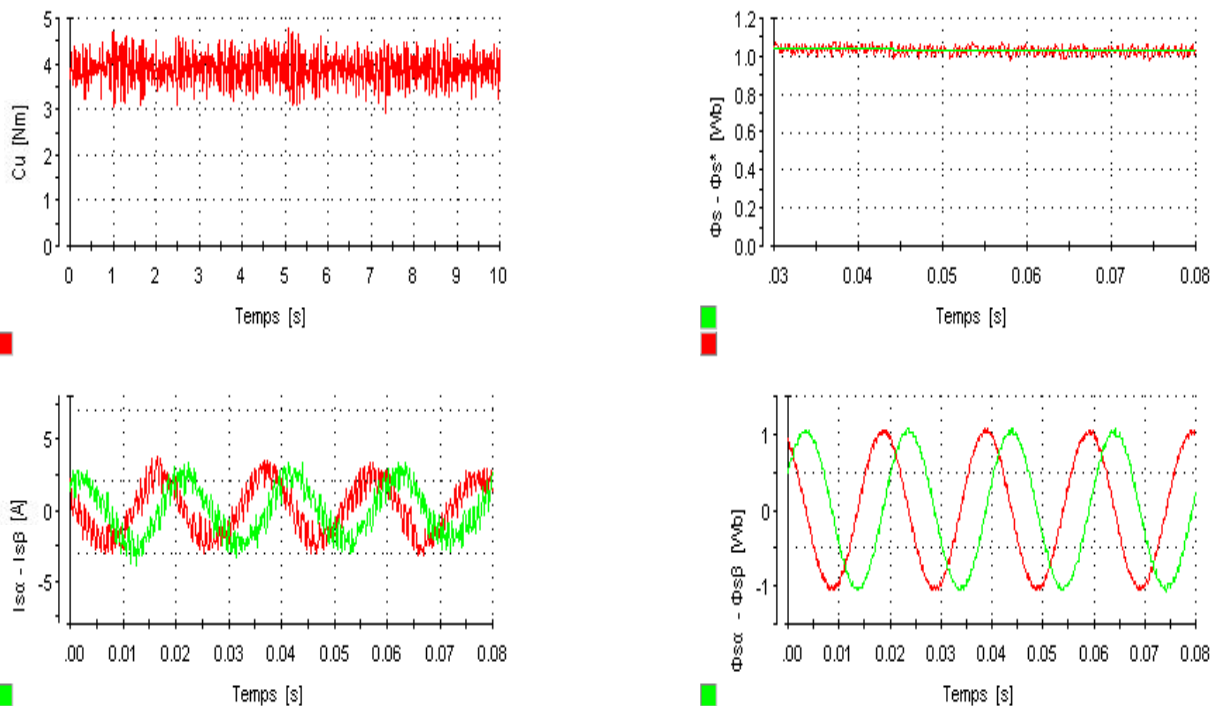 5
4
3
2
1
0
Cu [Nm]
0 1 2 3 4 5 6 7 8 9 10
Temps [s]
1.2
1.0
0.8
0.6
0.4
0.2
0.0
Φs - Φs* [Wb]
.03 0.04 0.05 0.06 0.07 0.08
Temps [s]
5
0
-5
Isα - Isβ [A]
.00 0.01 0.02 0.03 0.04 0.05 0.06 0.07 0.08
Temps [s]
1
0
-1
Φsα - Φsβ [Wb]
.00 0.01 0.02 0.03 0.04 0.05 0.06 0.07 0.08
Temps [s]